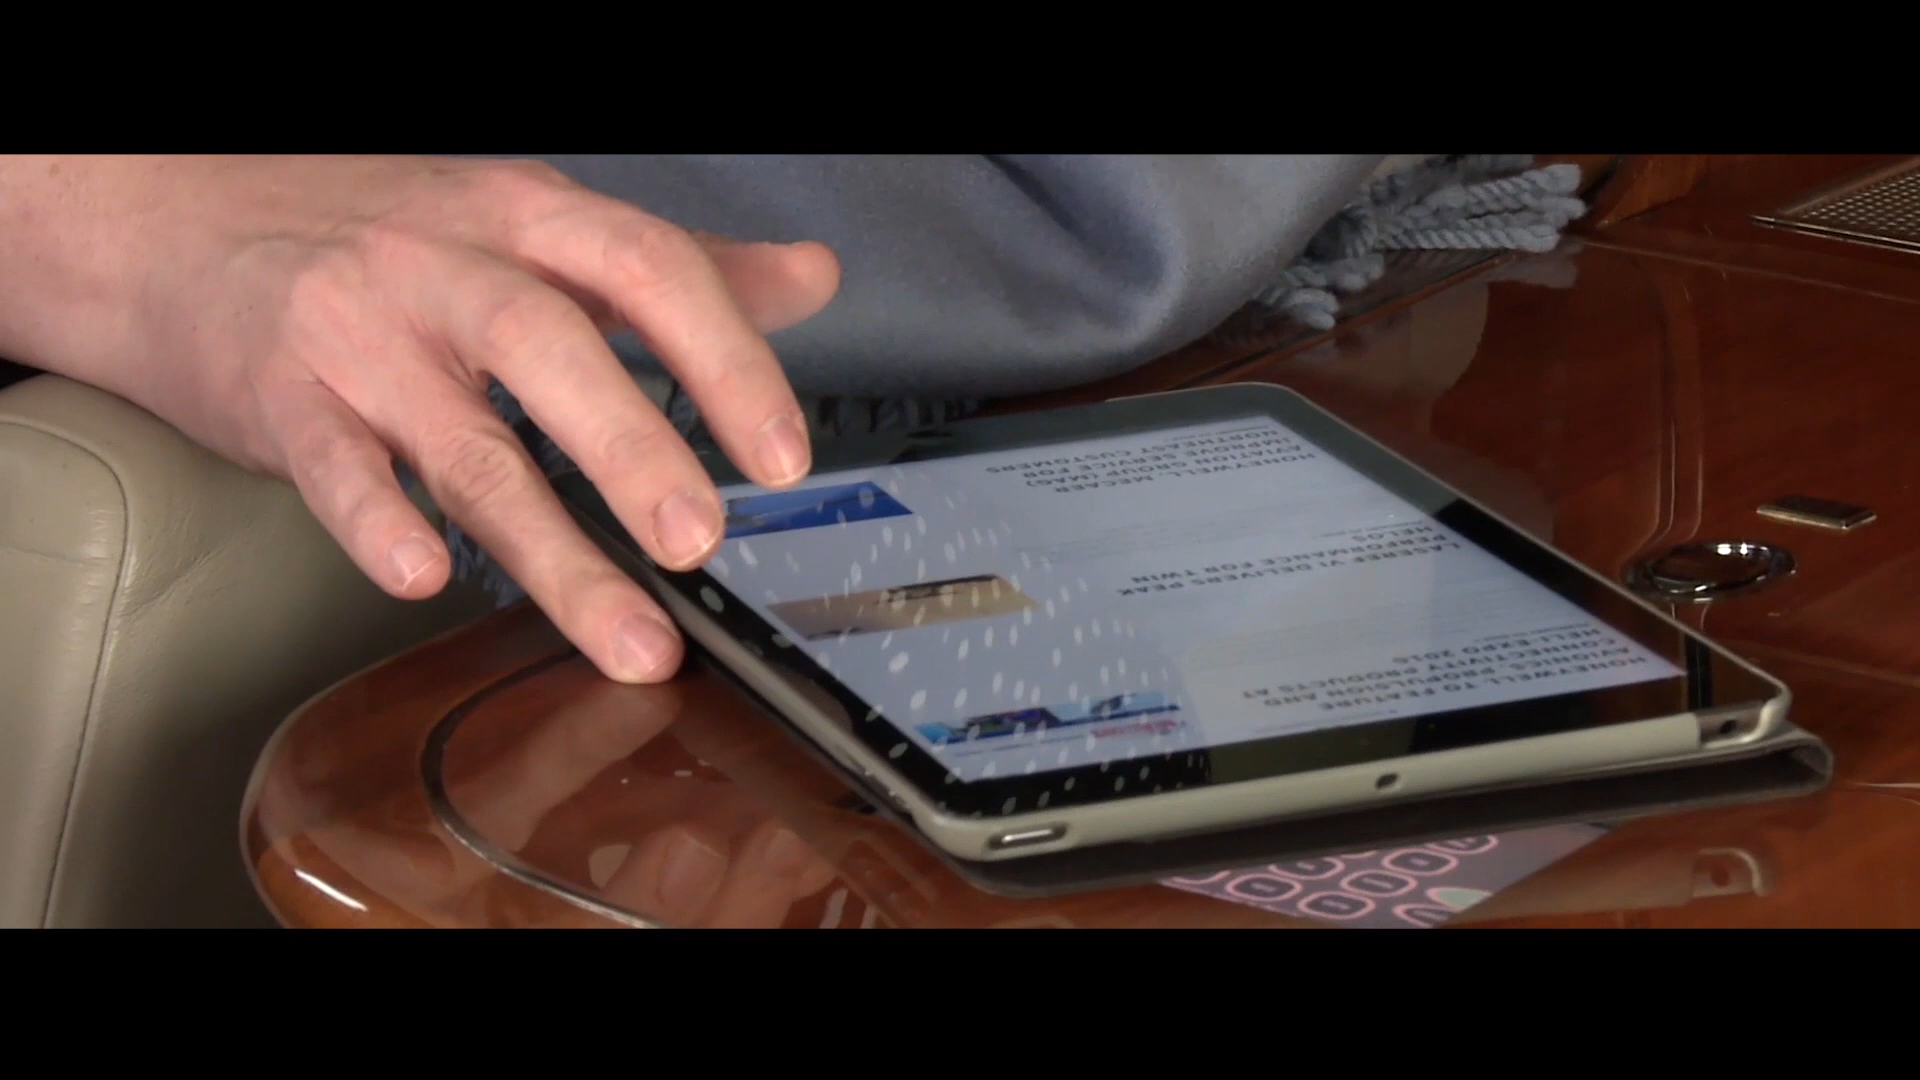 HONEYWELL TO FEATURE
AVIONICS, PROPULSION AND
CONNECTIVITY PRODUCTS AT
HELI-EXPO 2016
LASEREF VI DELIVERS PEAK
PERFORMANCE FOR TWIN
HELOS
HONEYWELL, MECAER
AVIATION GROUP (MAG)
IMPROVE SERVICE FOR
NORTHEAST CUSTOMERS